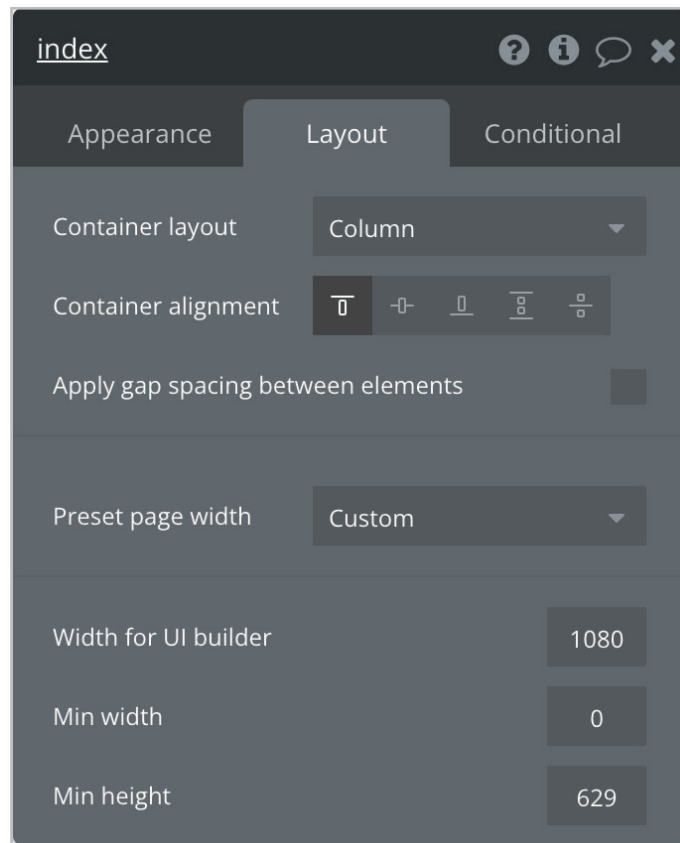 index
Appearance Layout Conditional
Container layout Column
Container alignment
Apply gap spacing between elements
Preset page width Custom
Width for UI builder 1080
Min width 0
Min height 629